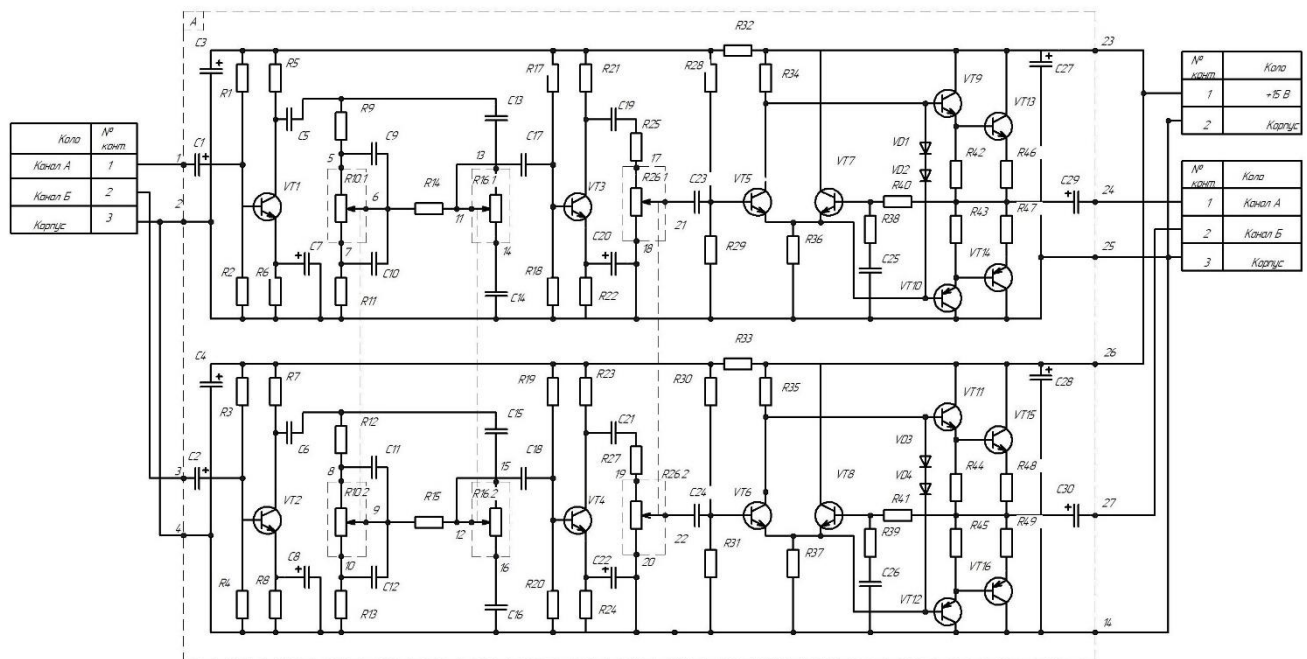 А
C3
R5
R1
C1
VT1
R2
R6
C7
C5
R9
C9
5
R10.1
6
7
C10
R11
R14
C13
13
R16.1
11
14
C14
R17
C17
R18
R21
VT3
C19
R25
17
R26.1
C20
18
21
R22
C23
R28
R29
R32
R34
VT5
VT7
R36
R38
R40
C25
VD1
VD2
VT9
VT10
R42
R43
VT13
VT14
R46
R47
C27
C29
23
24
25
Коло
№ конт.
Канал А 1
Канал Б 2
Корпус 3
1
2
3
4
№ конт.
Коло
1 +15 В
2 Корпус
№ конт.
Коло
1 Канал А
2 Канал Б
3 Корпус
C4
R7
R3
C2
VT2
R4
R8
C8
C6
R12
C11
8
R10.2
9
10
C12
R13
R15
C15
15
R16.2
12
16
C16
R19
C18
R20
R23
VT4
C21
R27
19
R26.2
C22
20
22
R24
C24
R30
R31
R33
R35
VT6
VT8
R37
R39
R41
C26
VD3
VD4
VT11
VT12
R44
R45
VT15
VT16
R48
R49
C28
C30
26
27
14